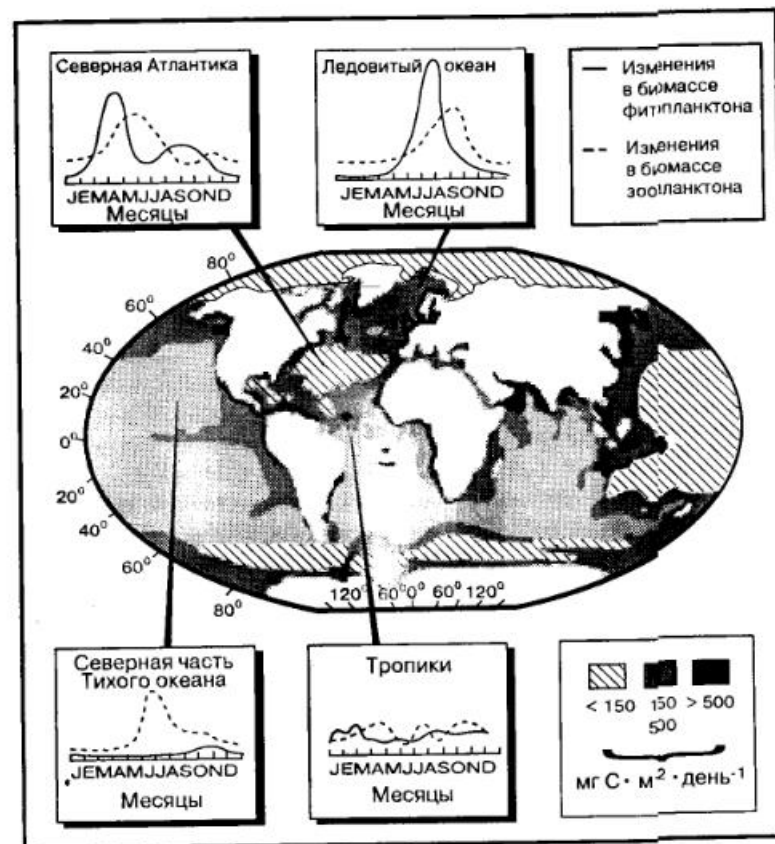 Северная Атлантика
JEMAMJJASOND
Месяцы
Ледовитый океан
JEMAMJJASOND
Месяцы
Изменения
в биомассе
фитпланктона
Изменения
в биомассе
зоопланктона
80°
60°
40°
20°
0°
20°
40°
60°
80°
120° 60° 0° 60° 120°
Северная часть
Тихого океана
JEMAMJJASOND
Месяцы
Тропики
JEMAMJJASOND
Месяцы
< 150 150 > 500
500
мг С · м² · день⁻¹